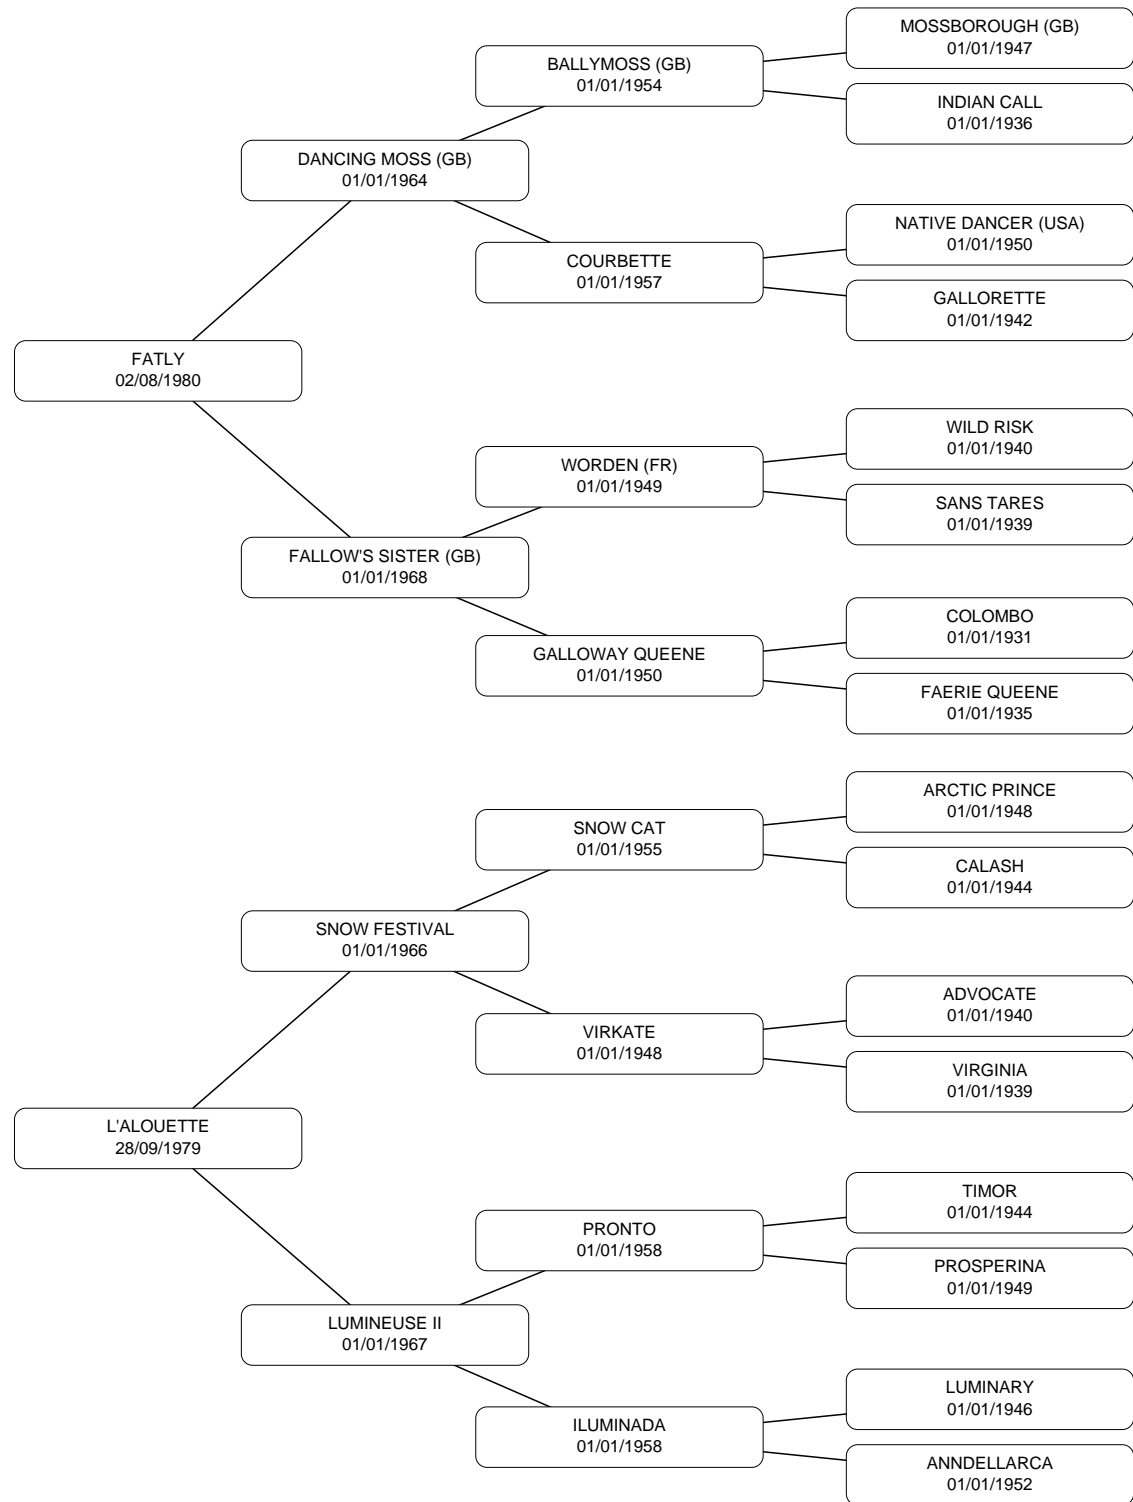 MOSSBOROUGH (GB)
01/01/1947
BALLYMOSS (GB)
01/01/1954
INDIAN CALL
01/01/1936
DANCING MOSS (GB)
01/01/1964
NATIVE DANCER (USA)
01/01/1950
COURBETTE
01/01/1957
GALLORETTE
01/01/1942
FATLY
02/08/1980
WILD RISK
01/01/1940
WORDEN (FR)
01/01/1949
SANS TARES
01/01/1939
FALLOW'S SISTER (GB)
01/01/1968
COLOMBO
01/01/1931
GALLOWAY QUEENE
01/01/1950
FAERIE QUEENE
01/01/1935
ARCTIC PRINCE
01/01/1948
SNOW CAT
01/01/1955
CALASH
01/01/1944
SNOW FESTIVAL
01/01/1966
ADVOCATE
01/01/1940
VIRKATE
01/01/1948
VIRGINIA
01/01/1939
L'ALOUETTE
28/09/1979
TIMOR
01/01/1944
PRONTO
01/01/1958
PROSPERINA
01/01/1949
LUMINEUSE II
01/01/1967
LUMINARY
01/01/1946
ILUMINADA
01/01/1958
ANNDELLARCA
01/01/1952